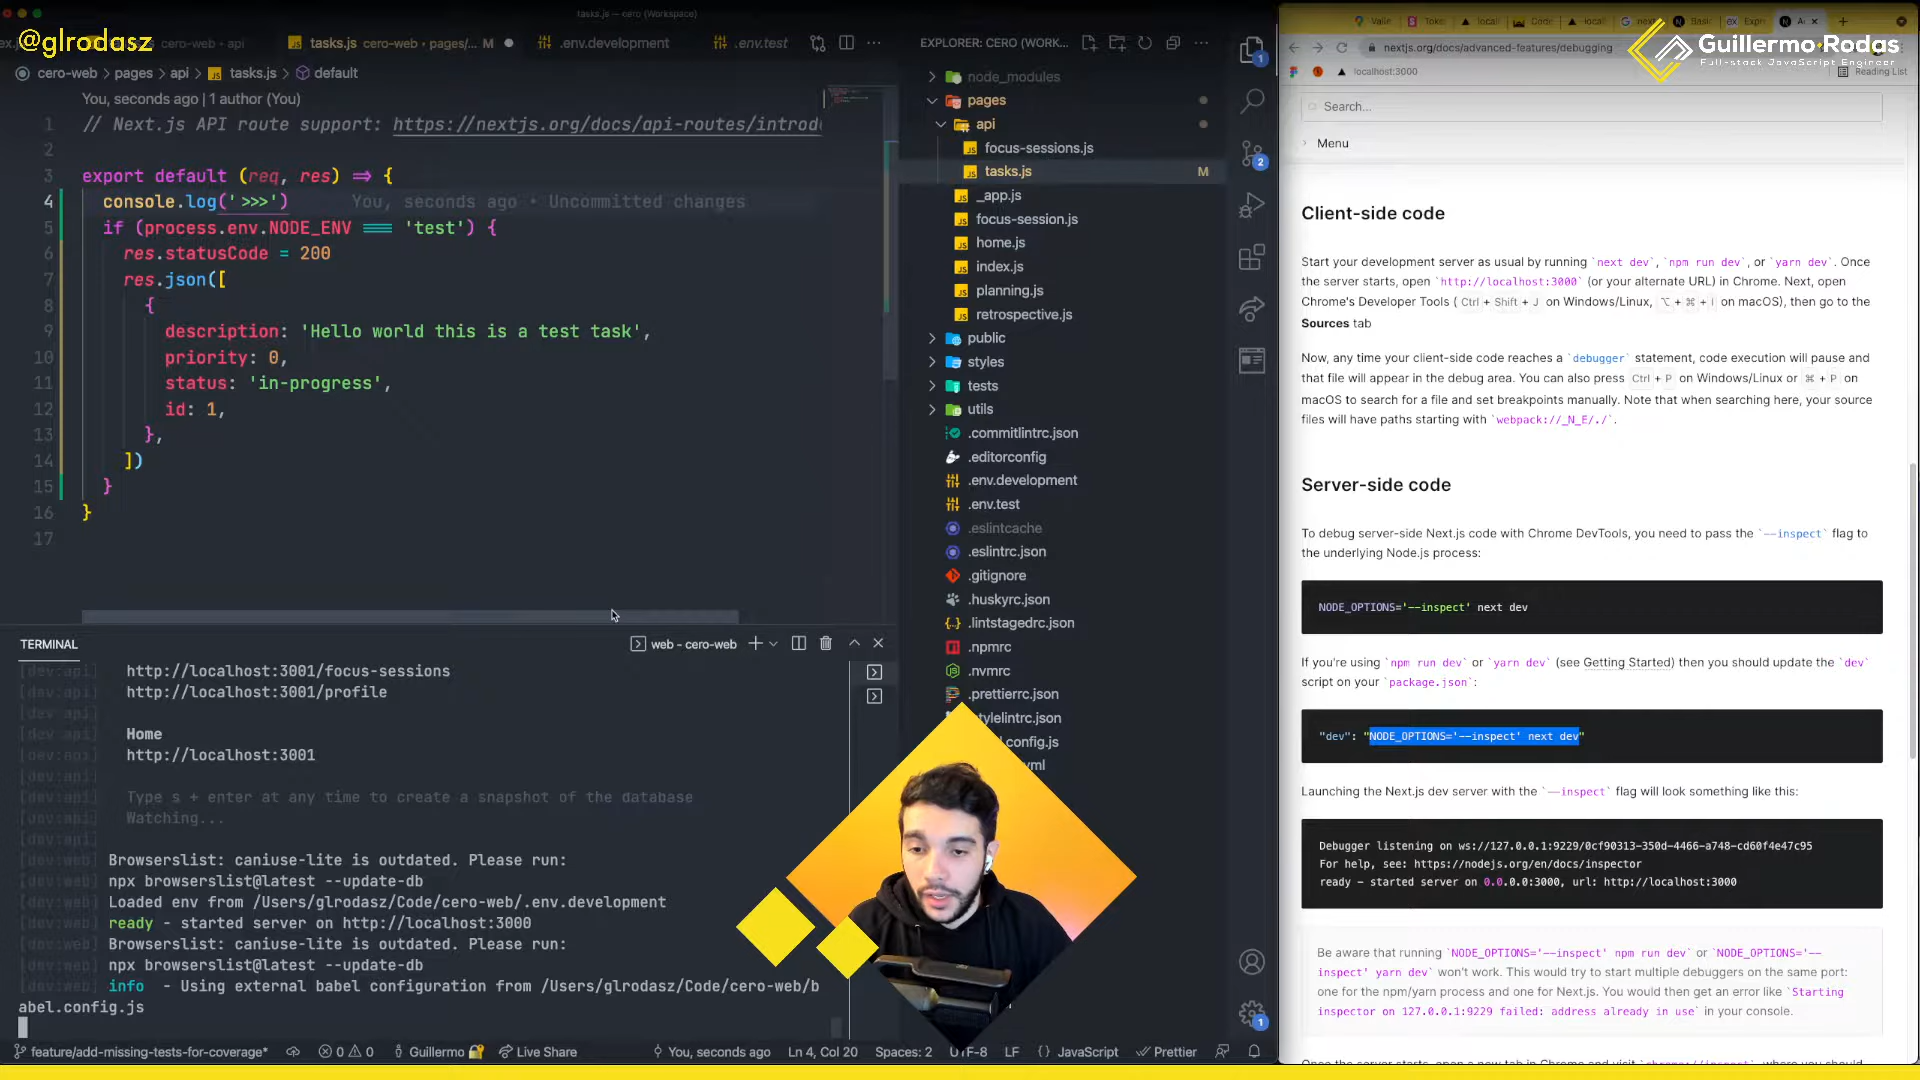 @glrodasz
tasks.js — cero (Workspace)
cero-web • api
tasks.js cero-web • pages/... M
.env.development
.env.test
cero-web > pages > api > tasks.js > default
You, seconds ago | 1 author (You)
1 // Next.js API route support: https://nextjs.org/docs/api-routes/introdu
2
3 export default (req, res) => {
4 console.log('>>>') You, seconds ago • Uncommitted changes
5 if (process.env.NODE_ENV === 'test') {
6 res.statusCode = 200
7 res.json([
8 {
9 description: 'Hello world this is a test task',
10 priority: 0,
11 status: 'in-progress',
12 id: 1,
13 },
14 ])
15 }
16 }
17
TERMINAL
web - cero-web
[dev:api] http://localhost:3001/focus-sessions
[dev:api] http://localhost:3001/profile
[dev:api]
[dev:api] Home
[dev:api] http://localhost:3001
[dev:api]
[dev:api] Type s + enter at any time to create a snapshot of the database
[dev:api] Watching...
[dev:api]
[dev:web] Browserslist: caniuse-lite is outdated. Please run:
[dev:web] npx browserslist@latest --update-db
[dev:web] Loaded env from /Users/glrodasz/Code/cero-web/.env.development
[dev:web] ready - started server on http://localhost:3000
[dev:web] Browserslist: caniuse-lite is outdated. Please run:
[dev:web] npx browserslist@latest --update-db
[dev:web] info - Using external babel configuration from /Users/glrodasz/Code/cero-web/b
abel.config.js
feature/add-missing-tests-for-coverage* 0 0 Guillermo Live Share You, seconds ago Ln 4, Col 20 Spaces: 2 UTF-8 LF JavaScript Prettier
EXPLORER: CERO (WORK...
node_modules
pages
api
focus-sessions.js
tasks.js M
_app.js
focus-session.js
home.js
index.js
planning.js
retrospective.js
public
styles
tests
utils
.commitlintrc.json
.editorconfig
.env.development
.env.test
.eslintcache
.eslintrc.json
.gitignore
.huskyrc.json
.lintstagedrc.json
.npmrc
.nvmrc
.prettierrc.json
tylelintrc.json
.config.js
ml
1
2
1
nextjs.org/docs/advanced-features/debugging
localhost:3000
Reading List
Guillermo Rodas
Full-stack JavaScript Engineer
Search...
Menu
Client-side code
Start your development server as usual by running `next dev`, `npm run dev`, or `yarn dev`. Once
the server starts, open `http://localhost:3000` (or your alternate URL) in Chrome. Next, open
Chrome's Developer Tools ( Ctrl + Shift + J on Windows/Linux, ⌥ + ⌘ + I on macOS), then go to the
Sources tab
Now, any time your client-side code reaches a `debugger` statement, code execution will pause and
that file will appear in the debug area. You can also press Ctrl + P on Windows/Linux or ⌘ + P on
macOS to search for a file and set breakpoints manually. Note that when searching here, your source
files will have paths starting with `webpack://_N_E/./`.
Server-side code
To debug server-side Next.js code with Chrome DevTools, you need to pass the `--inspect` flag to
the underlying Node.js process:
NODE_OPTIONS='--inspect' next dev
If you're using `npm run dev` or `yarn dev` (see Getting Started) then you should update the `dev`
script on your `package.json`:
"dev": "NODE_OPTIONS='--inspect' next dev"
Launching the Next.js dev server with the `--inspect` flag will look something like this:
Debugger listening on ws://127.0.0.1:9229/0cf90313-350d-4466-a748-cd60f4e47c95
For help, see: https://nodejs.org/en/docs/inspector
ready - started server on 0.0.0.0:3000, url: http://localhost:3000
Be aware that running `NODE_OPTIONS='--inspect' npm run dev` or `NODE_OPTIONS='--
inspect' yarn dev` won't work. This would try to start multiple debuggers on the same port:
one for the npm/yarn process and one for Next.js. You would then get an error like `Starting
inspector on 127.0.0.1:9229 failed: address already in use` in your console.
Once the server starts, open a new tab in Chrome and visit `chrome://inspect`, where you should